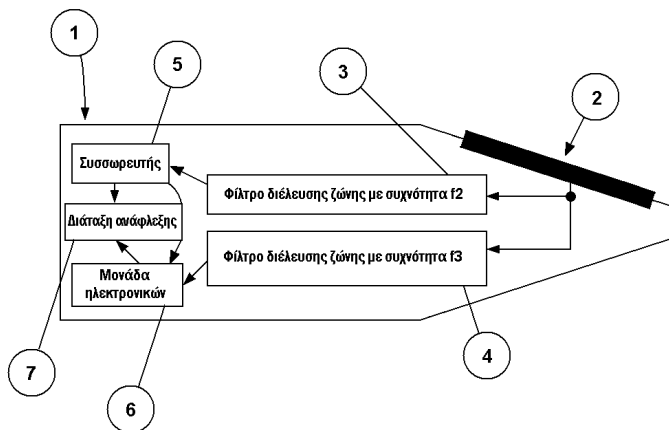 1
5
3
2
Συσσωρευτής
Φίλτρο διέλευσης ζώνης με συχνότητα f2
Διάταξη ανάφλεξης
Φίλτρο διέλευσης ζώνης με συχνότητα f3
Μονάδα
ηλεκτρονικών
7
6
4